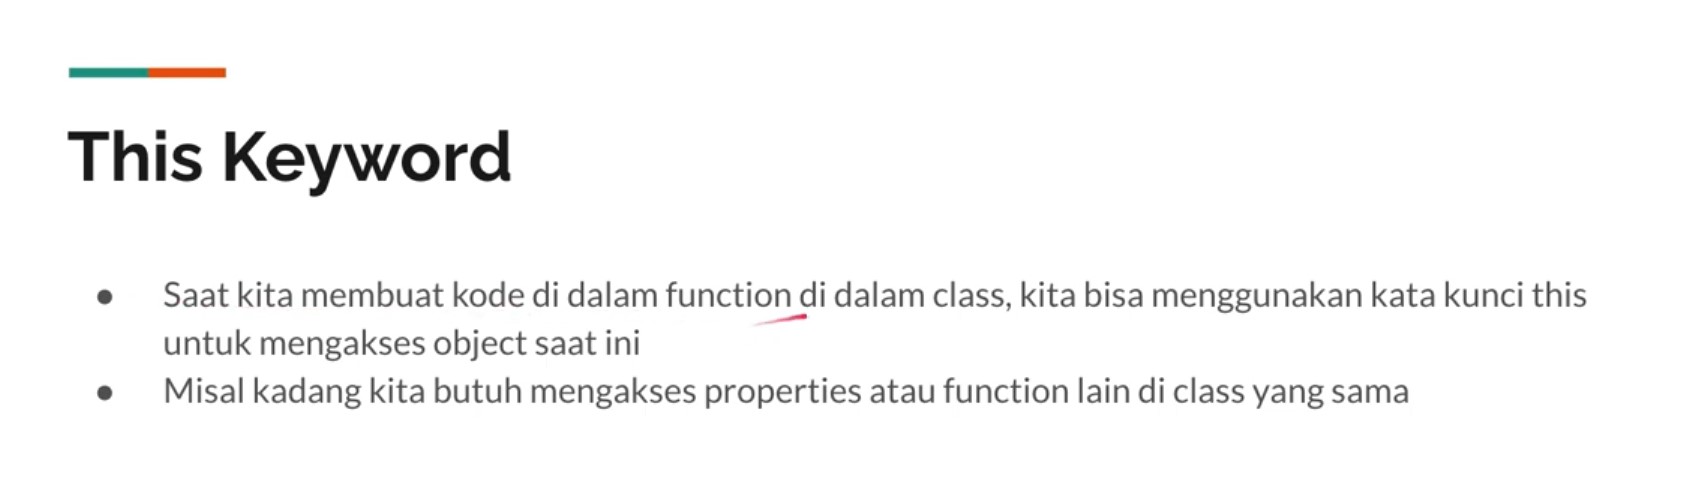 This Keyword
● Saat kita membuat kode di dalam function di dalam class, kita bisa menggunakan kata kunci this
untuk mengakses object saat ini
● Misal kadang kita butuh mengakses properties atau function lain di class yang sama